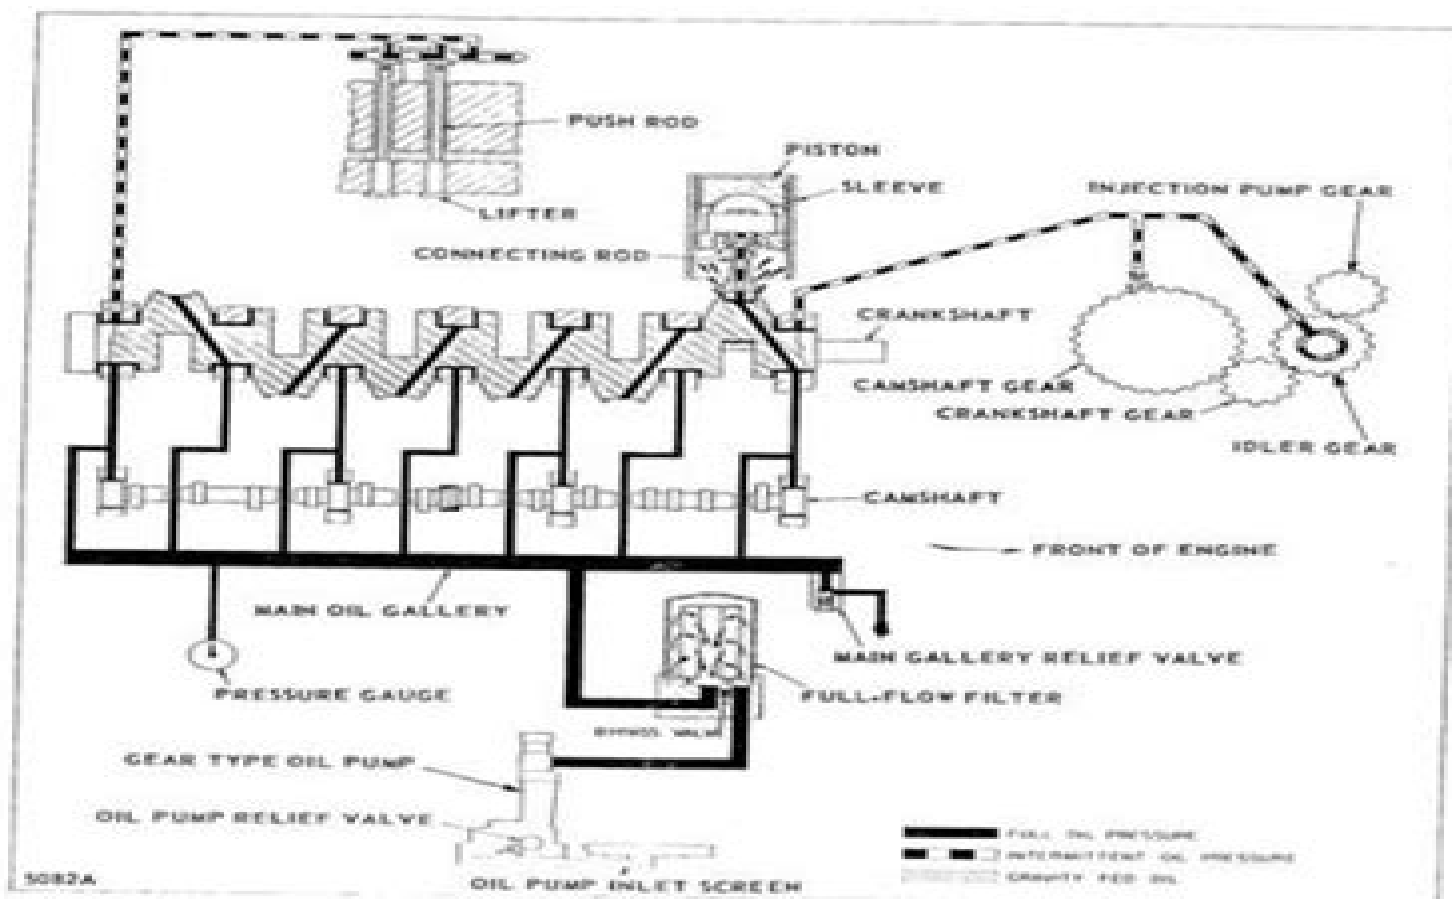 PUSH ROD
PISTON
SLEEVE
INJECTION PUMP GEAR
LIFTER
CONNECTING ROD
CRANKSHAFT
CAMSHAFT GEAR
CRANKSHAFT GEAR
IDLER GEAR
CAMSHAFT
FRONT OF ENGINE
MAIN OIL GALLERY
MAIN GALLERY RELIEF VALVE
PRESSURE GAUGE
FULL-FLOW FILTER
BYPASS VALVE
GEAR TYPE OIL PUMP
OIL PUMP RELIEF VALVE
FULL OIL PRESSURE
INTERMITTENT OIL PRESSURE
GRAVITY FED OIL
5082A
OIL PUMP INLET SCREEN